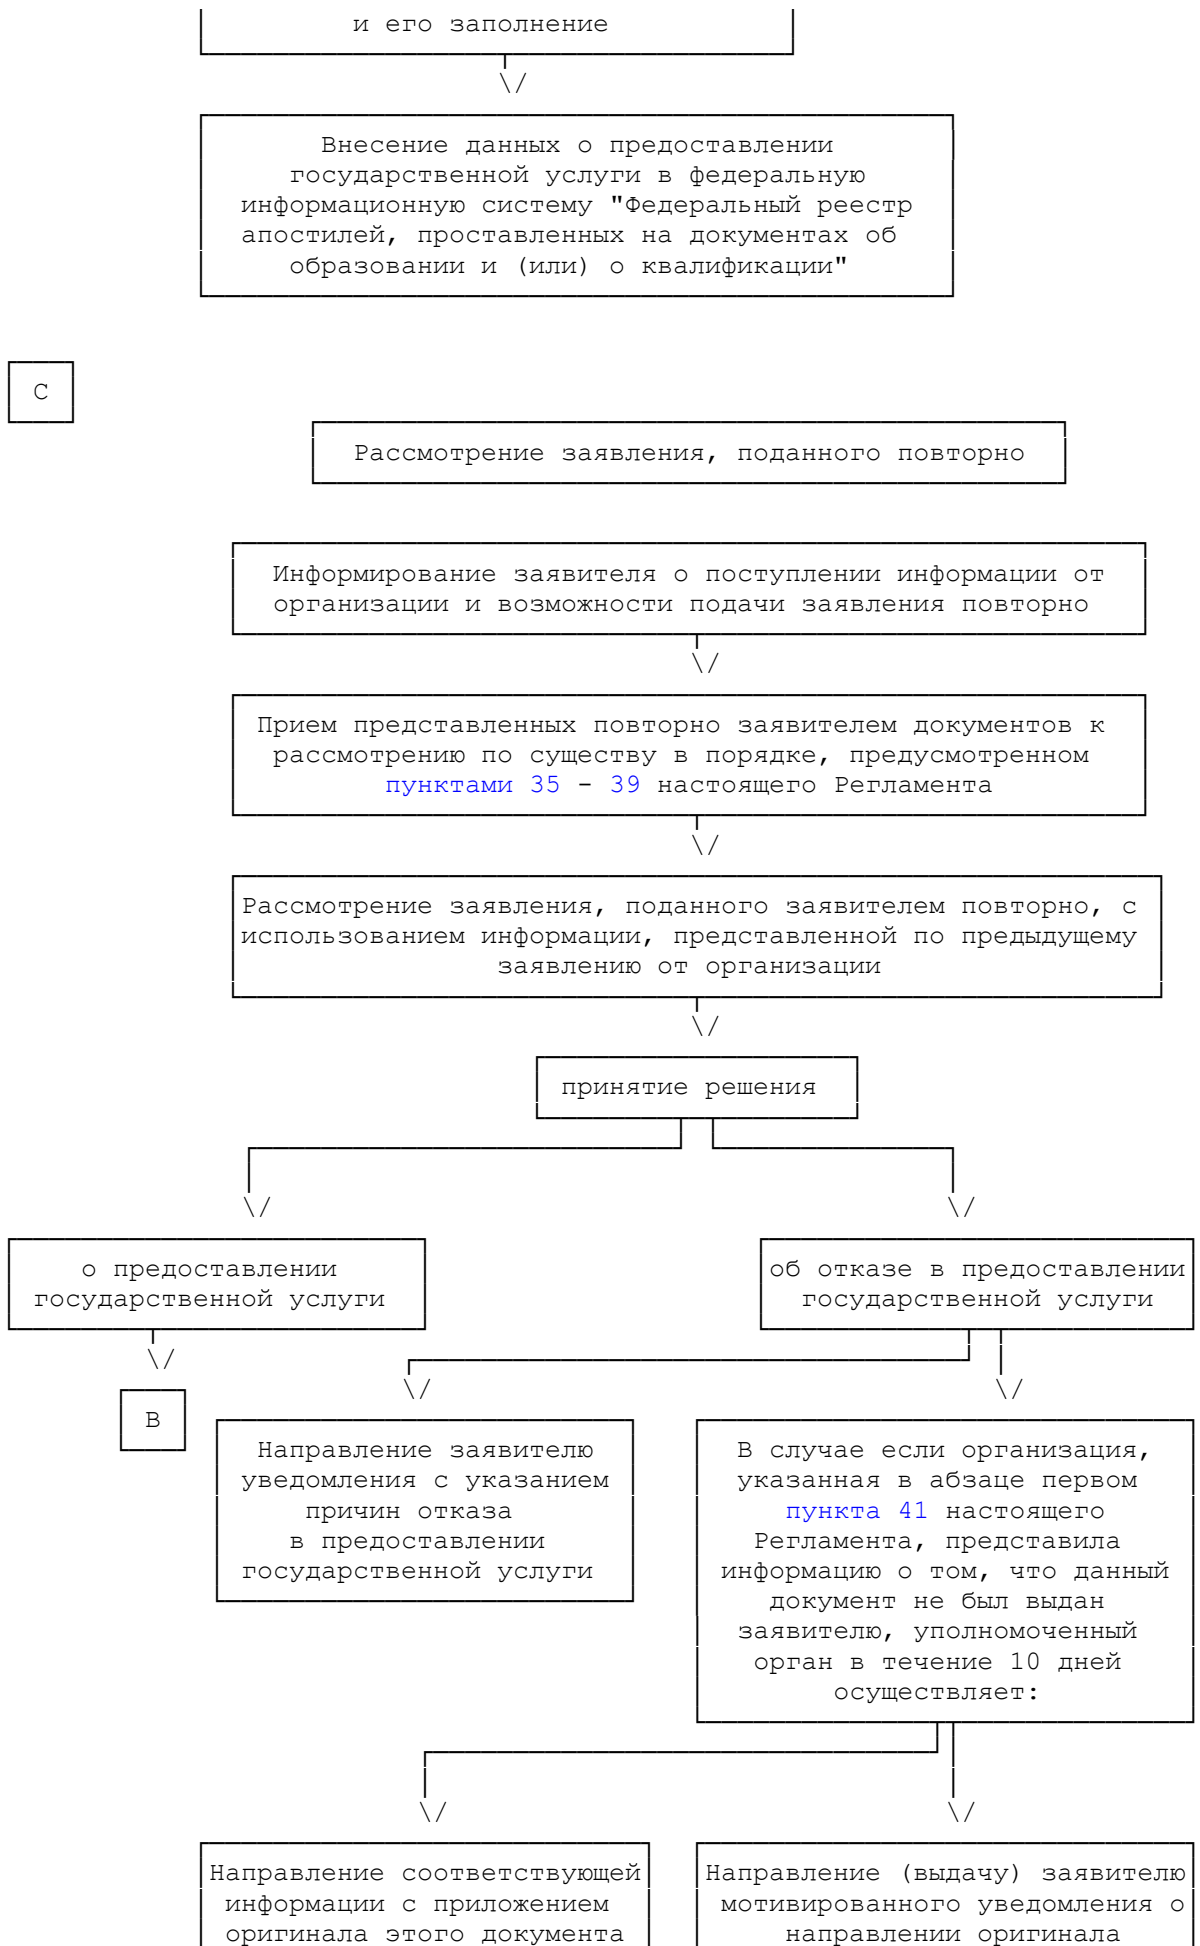 и его заполнение
Внесение данных о предоставлении
государственной услуги в федеральную
информационную систему "Федеральный реестр
апостилей, проставленных на документах об
образовании и (или) о квалификации"
C
Рассмотрение заявления, поданного повторно
Информирование заявителя о поступлении информации от
организации и возможности подачи заявления повторно
Прием представленных повторно заявителем документов к
рассмотрению по существу в порядке, предусмотренном
пунктами 35 - 39 настоящего Регламента
Рассмотрение заявления, поданного заявителем повторно, с
использованием информации, представленной по предыдущему
заявлению от организации
принятие решения
о предоставлении
государственной услуги
об отказе в предоставлении
государственной услуги
B
Направление заявителю
уведомления с указанием
причин отказа
в предоставлении
государственной услуги
В случае если организация,
указанная в абзаце первом
пункта 41 настоящего
Регламента, представила
информацию о том, что данный
документ не был выдан
заявителю, уполномоченный
орган в течение 10 дней
осуществляет:
Направление соответствующей
информации с приложением
оригинала этого документа
Направление (выдачу) заявителю
мотивированного уведомления о
направлении оригинала